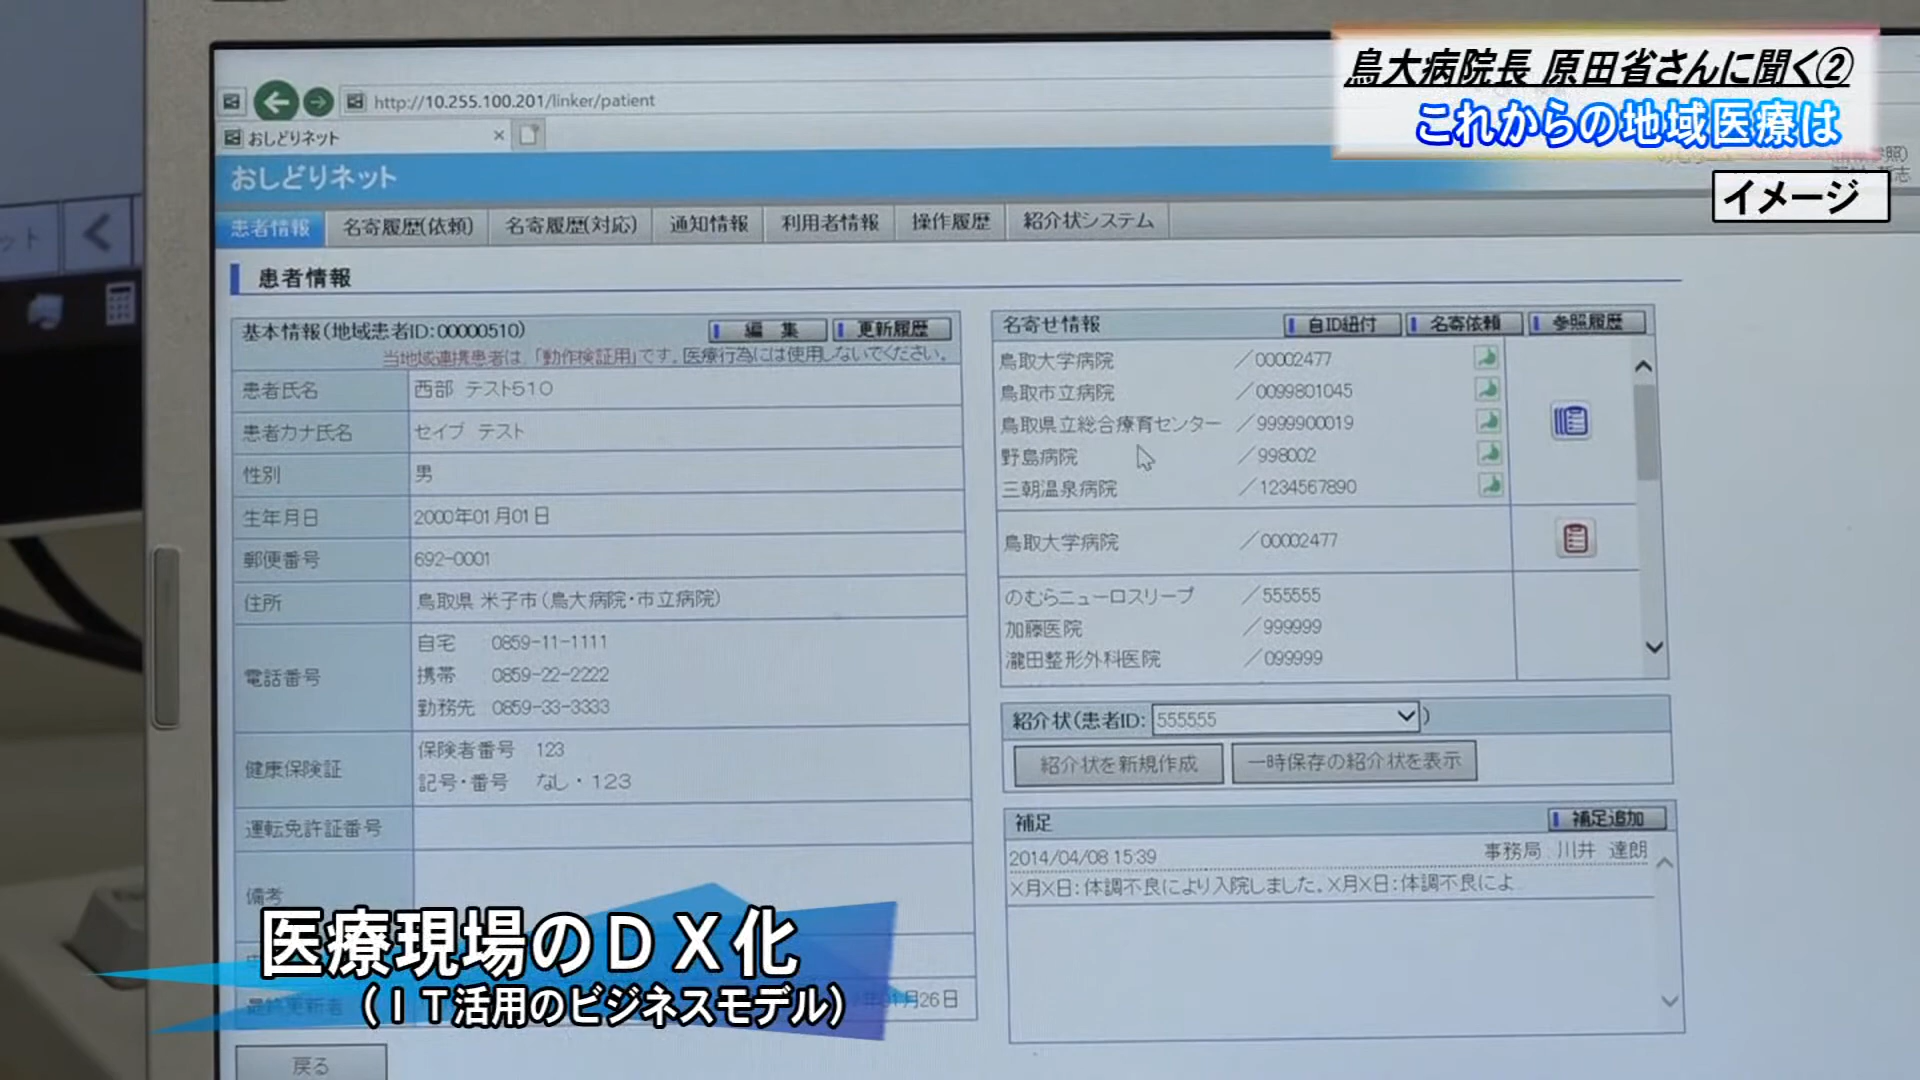 鳥大病院長 原田省さんに聞く②
これからの地域医療は
イメージ
http://10.255.100.201/linker/patient
おしどりネット
おしどりネット
患者情報 名寄履歴(依頼) 名寄履歴(対応) 通知情報 利用者情報 操作履歴 紹介状システム
患者情報
基本情報(地域患者ID:00000510) 編 集 更新履歴
当地域連携患者は、「動作検証用」です。医療行為には使用しないでください。
患者氏名 西部 テスト510
患者カナ氏名 セイブ テスト
性別 男
生年月日 2000年01月01日
郵便番号 692-0001
住所 鳥取県 米子市(鳥大病院・市立病院)
電話番号
自宅 0859-11-1111
携帯 0859-22-2222
勤務先 0859-33-3333
健康保険証
保険者番号 123
記号・番号 なし・123
運転免許証番号
備考
最終更新者 月26日
戻る
名寄せ情報 自ID紐付 名寄依頼 参照履歴
鳥取大学病院 /00002477
鳥取市立病院 /0099801045
鳥取県立総合療育センター /9999900019
野島病院 /998002
三朝温泉病院 /1234567890
鳥取大学病院 /00002477
のむらニューロスリープ /555555
加藤医院 /999999
瀧田整形外科医院 /099999
紹介状(患者ID: 555555 )
紹介状を新規作成 一時保存の紹介状を表示
補足 補足追加
2014/04/08 15:39 事務局 川井 達朗
X月X日:体調不良により入院しました。X月X日:体調不良によ
医療現場のDX化
(IT活用のビジネスモデル)